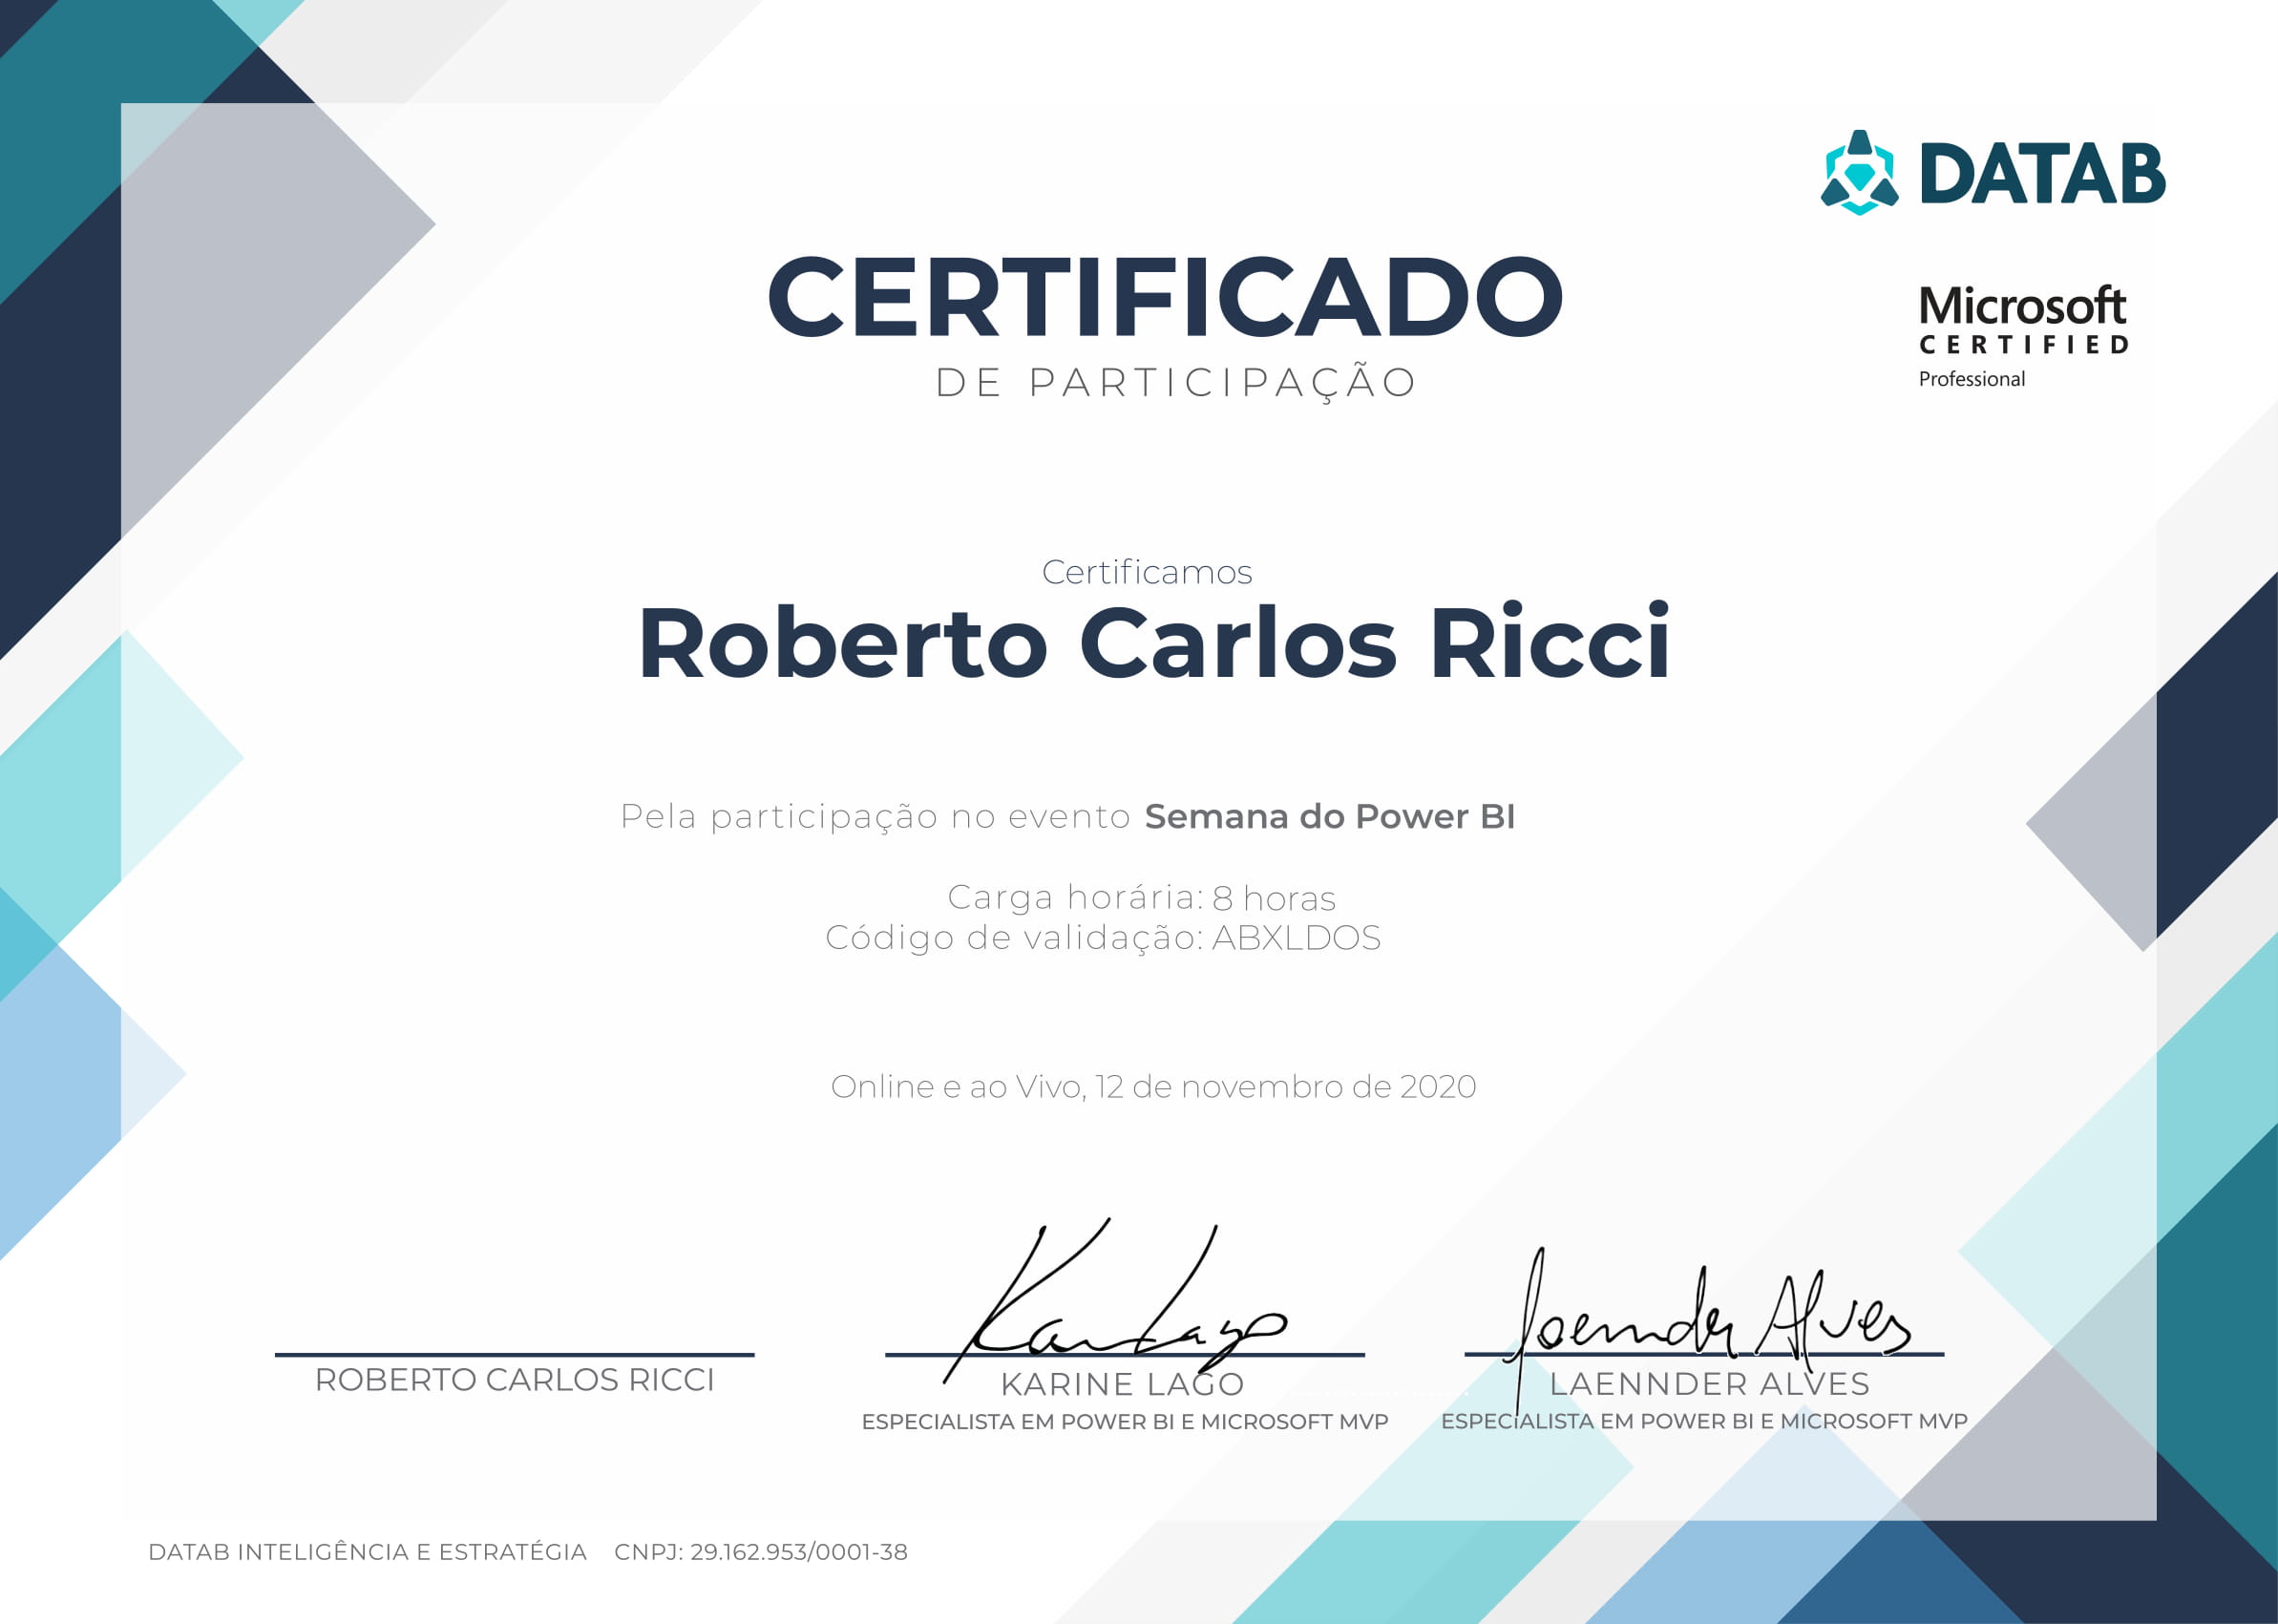 DATAB
CERTIFICADO
DE PARTICIPAÇÃO
Microsoft
CERTIFIED
Professional
Certificamos
Roberto Carlos Ricci
Pela participação no evento Semana do Power BI
Carga horária: 8 horas
Código de validação: ABXLDOS
Online e ao Vivo, 12 de novembro de 2020
Kar Lago
Laennder Alves
ROBERTO CARLOS RICCI
KARINE LAGO
ESPECIALISTA EM POWER BI E MICROSOFT MVP
LAENNDER ALVES
ESPECIALISTA EM POWER BI E MICROSOFT MVP
DATAB INTELIGÊNCIA E ESTRATÉGIA CNPJ: 29.162.953/0001-38